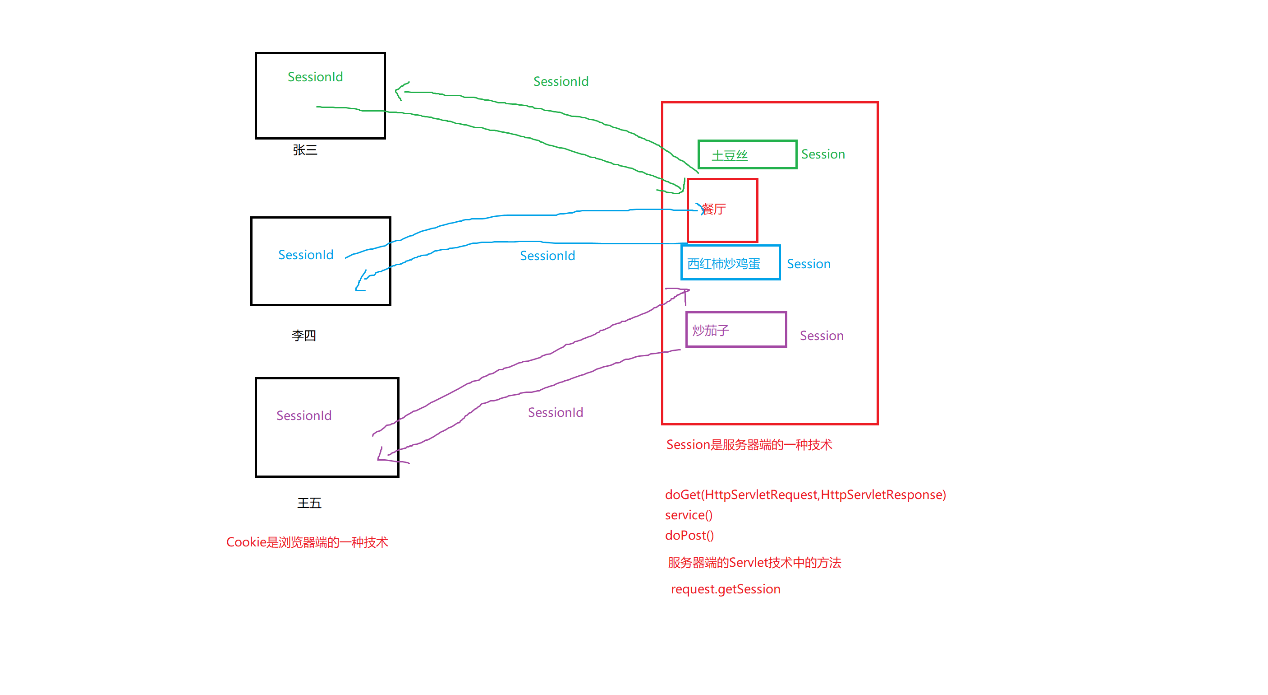 SessionId
张三
SessionId
李四
SessionId
王五
Cookie是浏览器端的一种技术
SessionId
SessionId
SessionId
土豆丝
Session
餐厅
西红柿炒鸡蛋
Session
炒茄子
Session
Session是服务器端的一种技术
doGet(HttpServletRequest,HttpServletResponse)
service()
doPost()
服务器端的Servlet技术中的方法
request.getSession